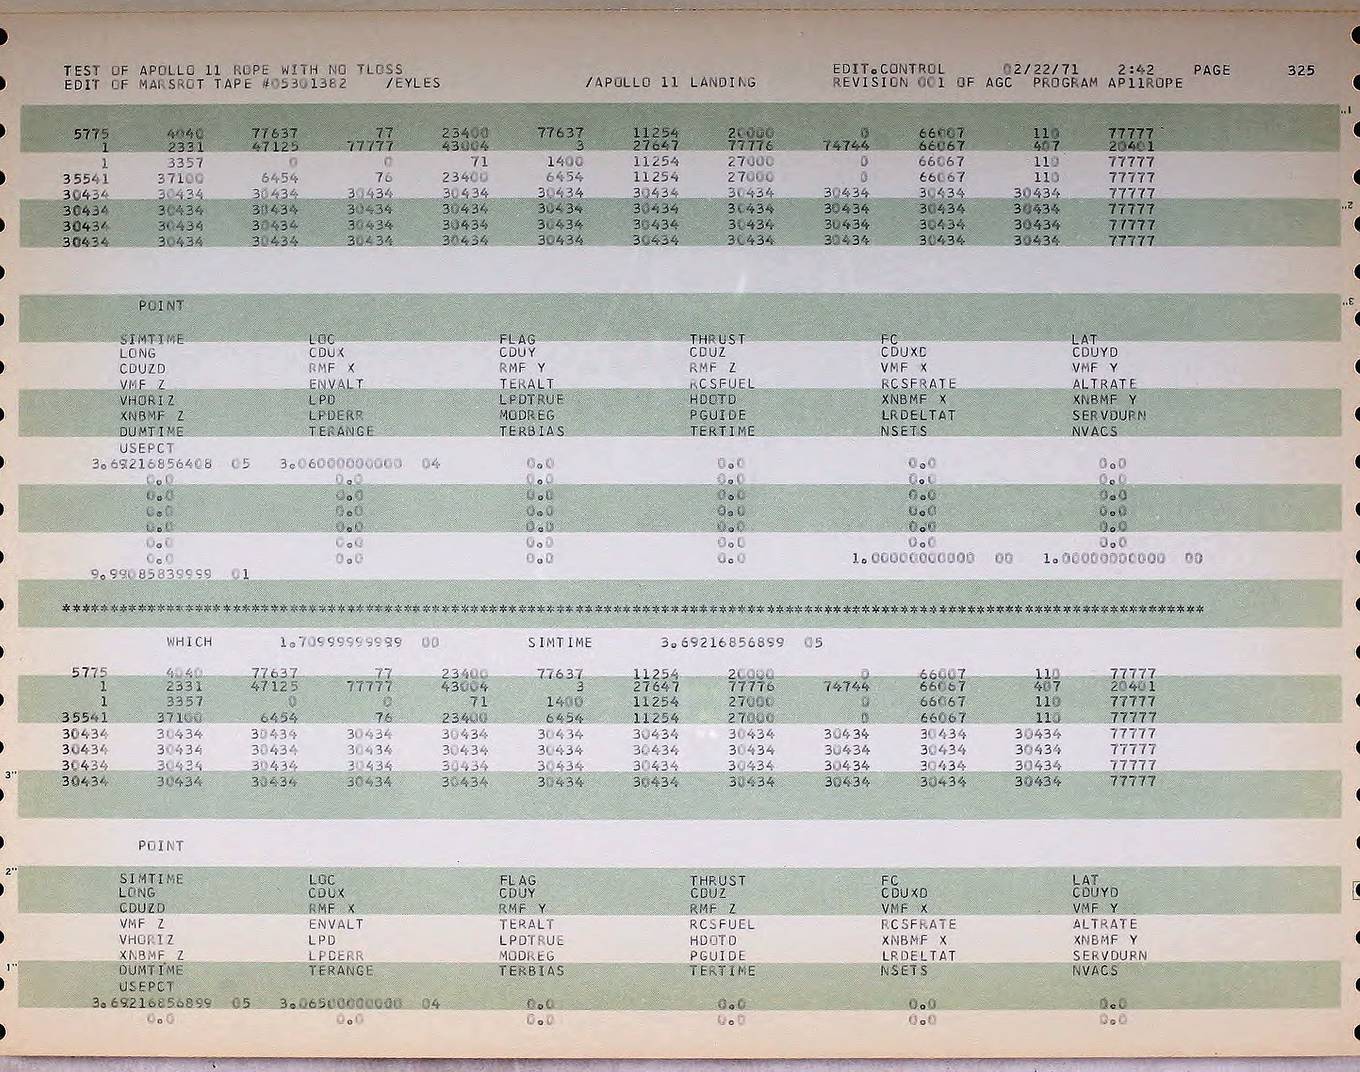 TEST OF APOLLO 11 ROPE WITH NO TLOSS EDIT.CONTROL 02/22/71 2:42 PAGE 325
EDIT OF MARSROT TAPE #05301382 /EYLES /APOLLO 11 LANDING REVISION 001 OF AGC PROGRAM AP11ROPE
1"
5775 4040 77637 77 23400 77637 11254 20000 0 66007 110 77777
1 2331 47125 77777 43004 3 27647 77776 74744 66067 407 20401
1 3357 0 0 71 1400 11254 27000 0 66067 110 77777
35541 37100 6454 76 23400 6454 11254 27000 0 66067 110 77777
30434 30434 30434 30434 30434 30434 30434 30434 30434 30434 30434 77777
30434 30434 30434 30434 30434 30434 30434 30434 30434 30434 30434 77777
2"
30434 30434 30434 30434 30434 30434 30434 30434 30434 30434 30434 77777
30434 30434 30434 30434 30434 30434 30434 30434 30434 30434 30434 77777
3"
POINT
SIMTIME LOC FLAG THRUST FC LAT
LONG CDUX CDUY CDUZ CDUXD CDUYD
CDUZD RMF X RMF Y RMF Z VMF X VMF Y
VMF Z ENVALT TERALT RCSFUEL RCSFRATE ALTRATE
VHORIZ LPD LPDTRUE HDOTD XNBMF X XNBMF Y
XNBMF Z LPDERR MODREG PGUIDE LRDELTAT SERVDURN
DUMTIME TERANGE TERBIAS TERTIME NSETS NVACS
USEPCT
3.69216856408 05 3.06000000000 04 0.0 0.0 0.0 0.0
0.0 0.0 0.0 0.0 0.0 0.0
0.0 0.0 0.0 0.0 0.0 0.0
0.0 0.0 0.0 0.0 0.0 0.0
0.0 0.0 0.0 0.0 0.0 0.0
0.0 0.0 0.0 0.0 0.0 0.0
0.0 0.0 0.0 0.0 1.00000000000 00 1.00000000000 00
9.99085839999 01
************************************************************************************************************************
WHICH 1.70999999999 00 SIMTIME 3.69216856899 05
5775 4040 77637 77 23400 77637 11254 20000 0 66007 110 77777
1 2331 47125 77777 43004 3 27647 77776 74744 66067 407 20401
1 3357 0 0 71 1400 11254 27000 0 66067 110 77777
35541 37100 6454 76 23400 6454 11254 27000 0 66067 110 77777
30434 30434 30434 30434 30434 30434 30434 30434 30434 30434 30434 77777
30434 30434 30434 30434 30434 30434 30434 30434 30434 30434 30434 77777
30434 30434 30434 30434 30434 30434 30434 30434 30434 30434 30434 77777
3"
30434 30434 30434 30434 30434 30434 30434 30434 30434 30434 30434 77777
POINT
2"
SIMTIME LOC FLAG THRUST FC LAT
LONG CDUX CDUY CDUZ CDUXD CDUYD
CDUZD RMF X RMF Y RMF Z VMF X VMF Y
VMF Z ENVALT TERALT RCSFUEL RCSFRATE ALTRATE
VHORIZ LPD LPDTRUE HDOTD XNBMF X XNBMF Y
XNBMF Z LPDERR MODREG PGUIDE LRDELTAT SERVDURN
1"
DUMTIME TERANGE TERBIAS TERTIME NSETS NVACS
USEPCT
3.69216856899 05 3.06500000000 04 0.0 0.0 0.0 0.0
0.0 0.0 0.0 0.0 0.0 0.0